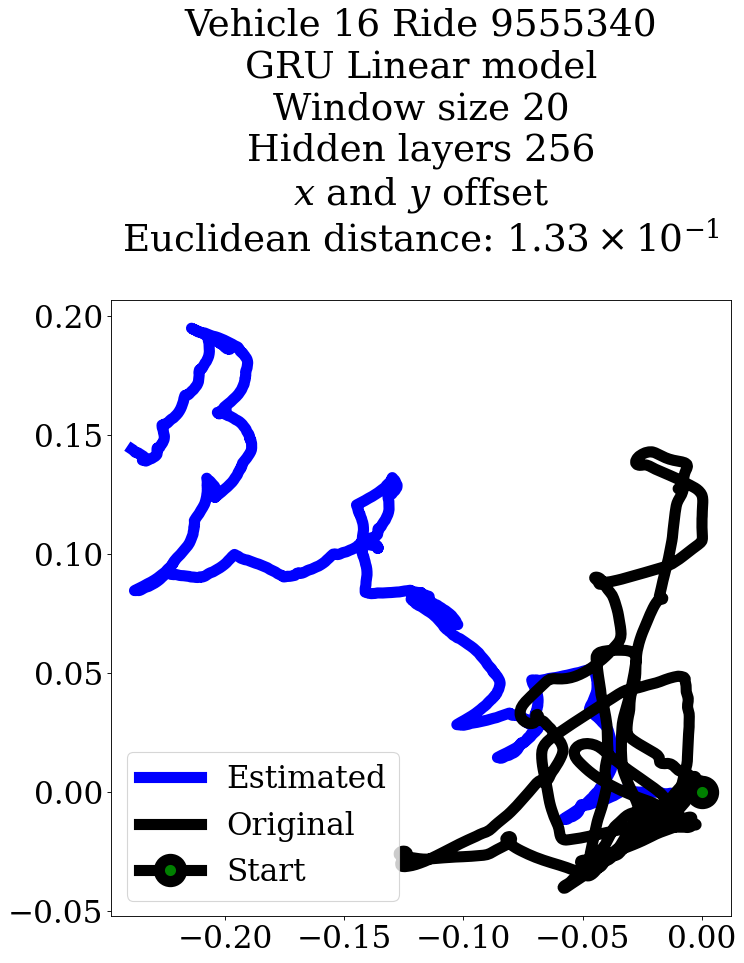 Vehicle 16 Ride 9555340
GRU Linear model
Window size 20
Hidden layers 256
x and y offset
Euclidean distance: 1.33 × 10⁻¹
0.20
0.15
0.10
0.05
0.00
−0.05
Estimated
Original
Start
−0.20 −0.15 −0.10 −0.05 0.00